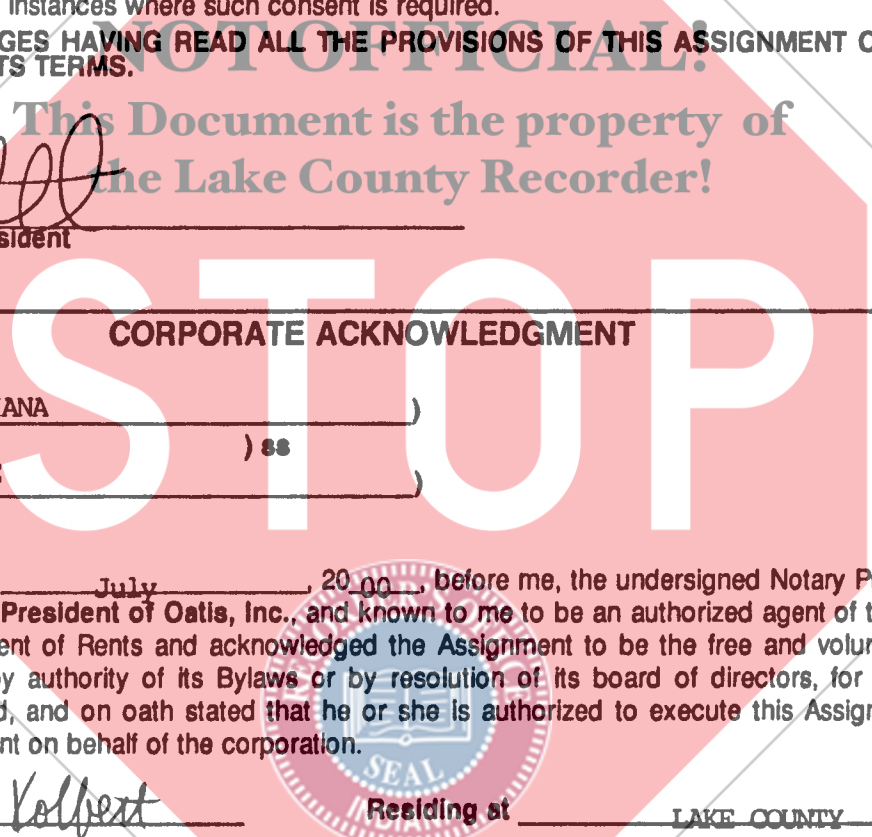 instances where such consent is required.
NOT OFFICIAL!
GES HAVING READ ALL THE PROVISIONS OF THIS ASSIGNMENT O
TS TERMS.
This Document is the property of
the Lake County Recorder!
sident
STOP
CORPORATE ACKNOWLEDGMENT
ANA )
) ss
)
July , 20 00 , before me, the undersigned Notary P
President of Oatis, Inc., and known to me to be an authorized agent of t
ent of Rents and acknowledged the Assignment to be the free and volu
y authority of its Bylaws or by resolution of its board of directors, for
d, and on oath stated that he or she is authorized to execute this Assign
nt on behalf of the corporation.
SEAL
INDIANA
Kolbert Residing at LAKE COUNTY